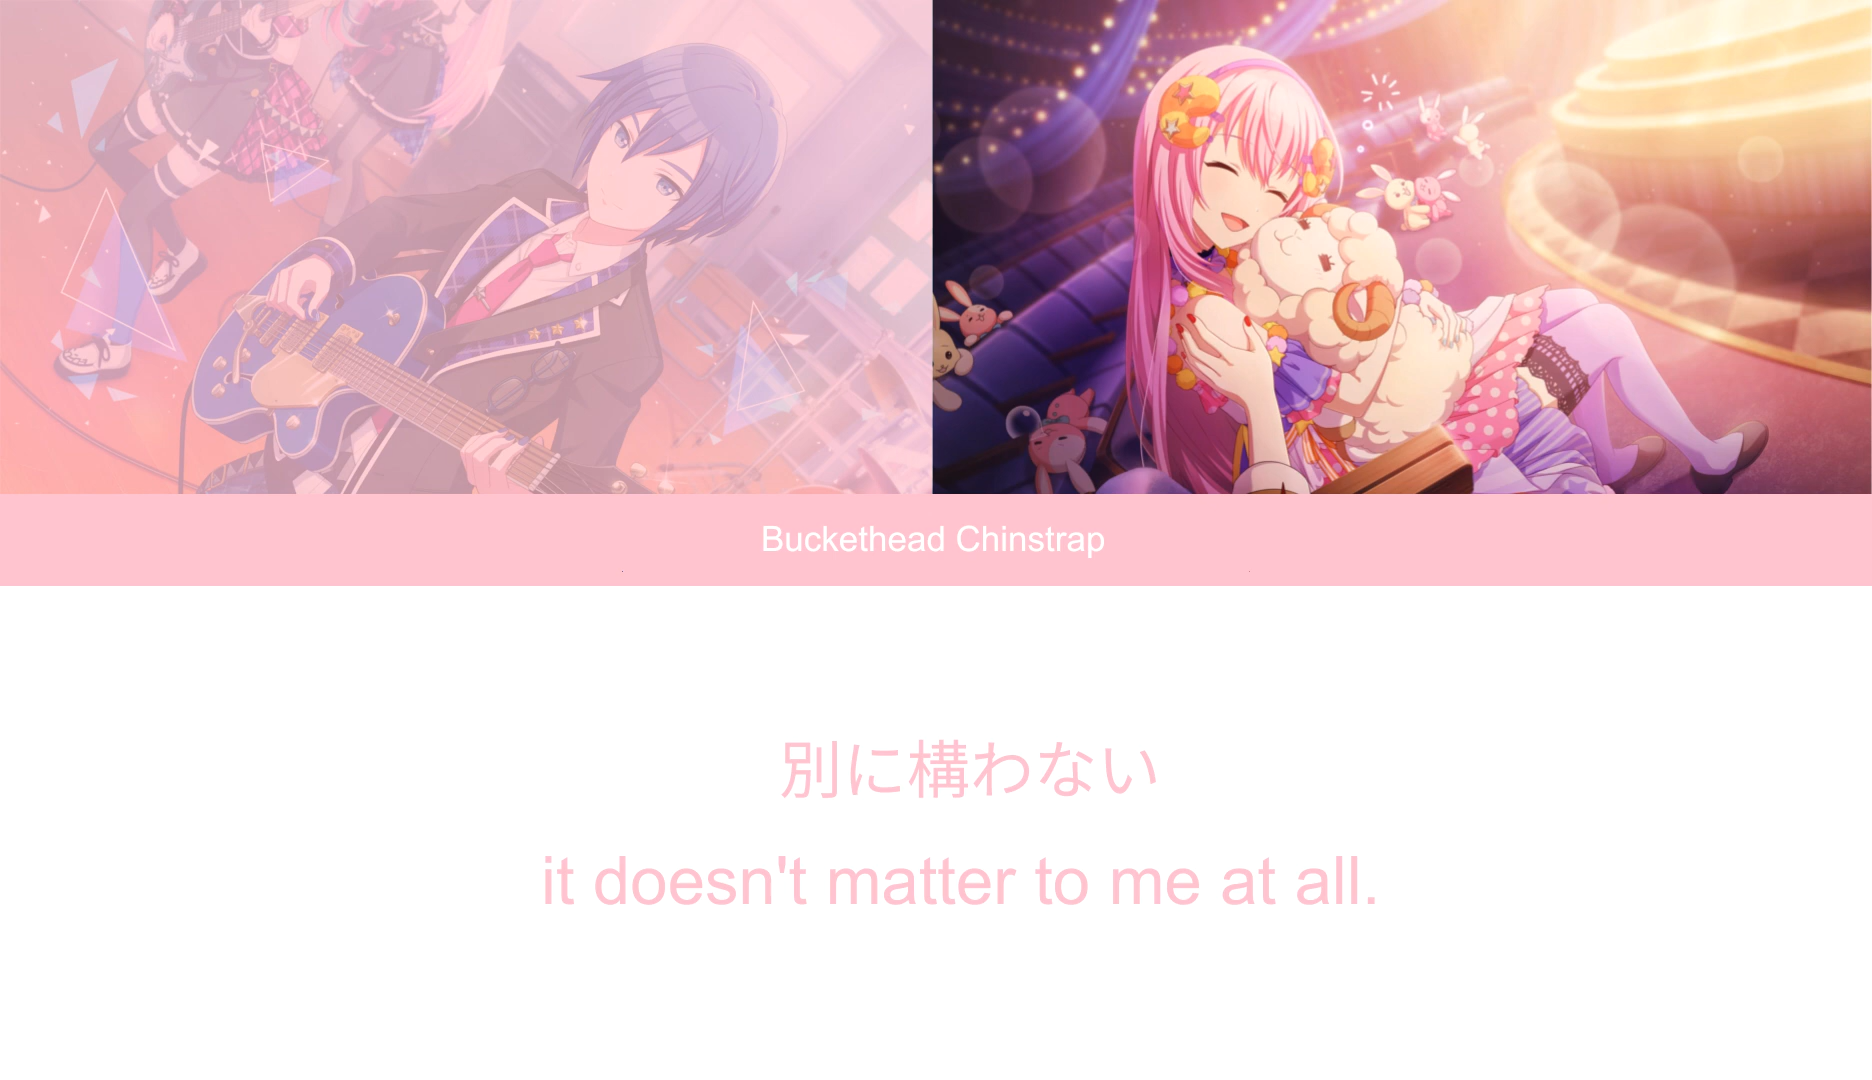 Buckethead Chinstrap
別に構わない
it doesn't matter to me at all.